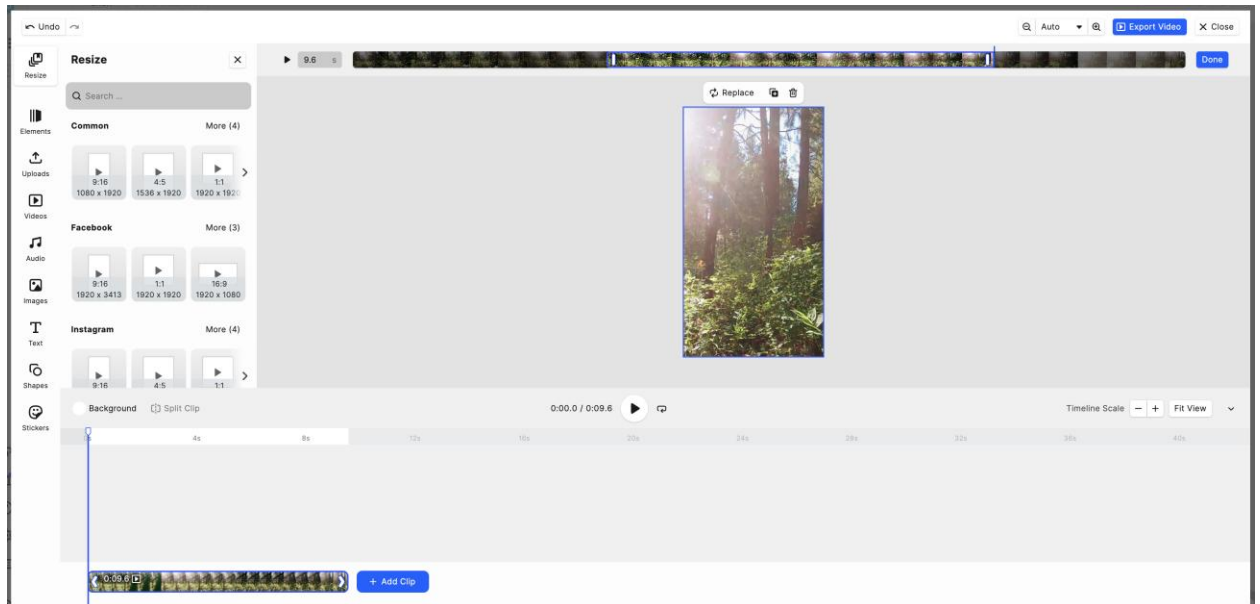 Undo
Auto
Export Video
Close
Resize
Elements
Uploads
Videos
Audio
Images
Text
Shapes
Stickers
Resize
Search ...
Common More (4)
9:16 4:5 1:1
1080 x 1920 1536 x 1920 1920 x 192
Facebook More (3)
9:16 1:1 16:9
1920 x 3413 1920 x 1920 1920 x 1080
Instagram More (4)
9:16 4:5 1:1
9.6 s
Done
Replace
Background Split Clip 0:00.0 / 0:09.6 Timeline Scale Fit View
4s 8s 12s 16s 20s 24s 28s 32s 36s 40s
0:09.6
+ Add Clip